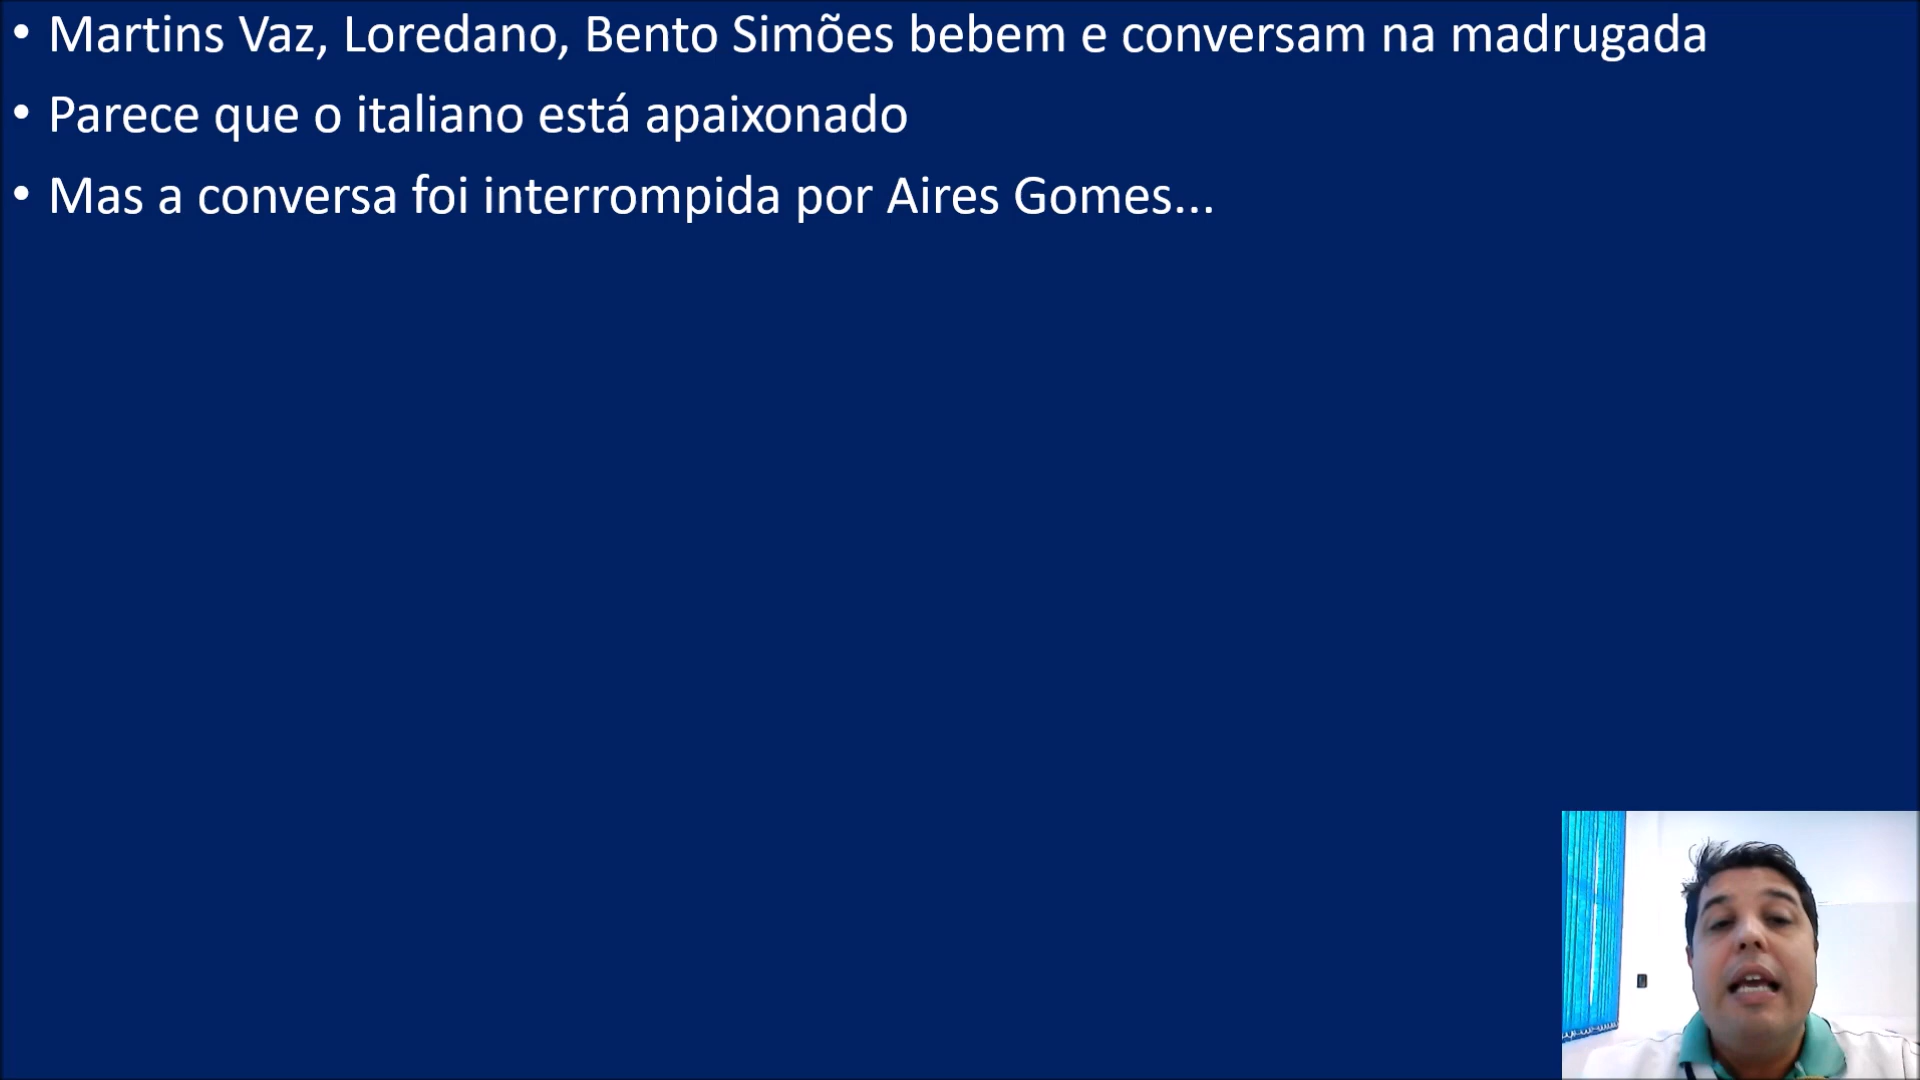 • Martins Vaz, Loredano, Bento Simões bebem e conversam na madrugada
• Parece que o italiano está apaixonado
• Mas a conversa foi interrompida por Aires Gomes...